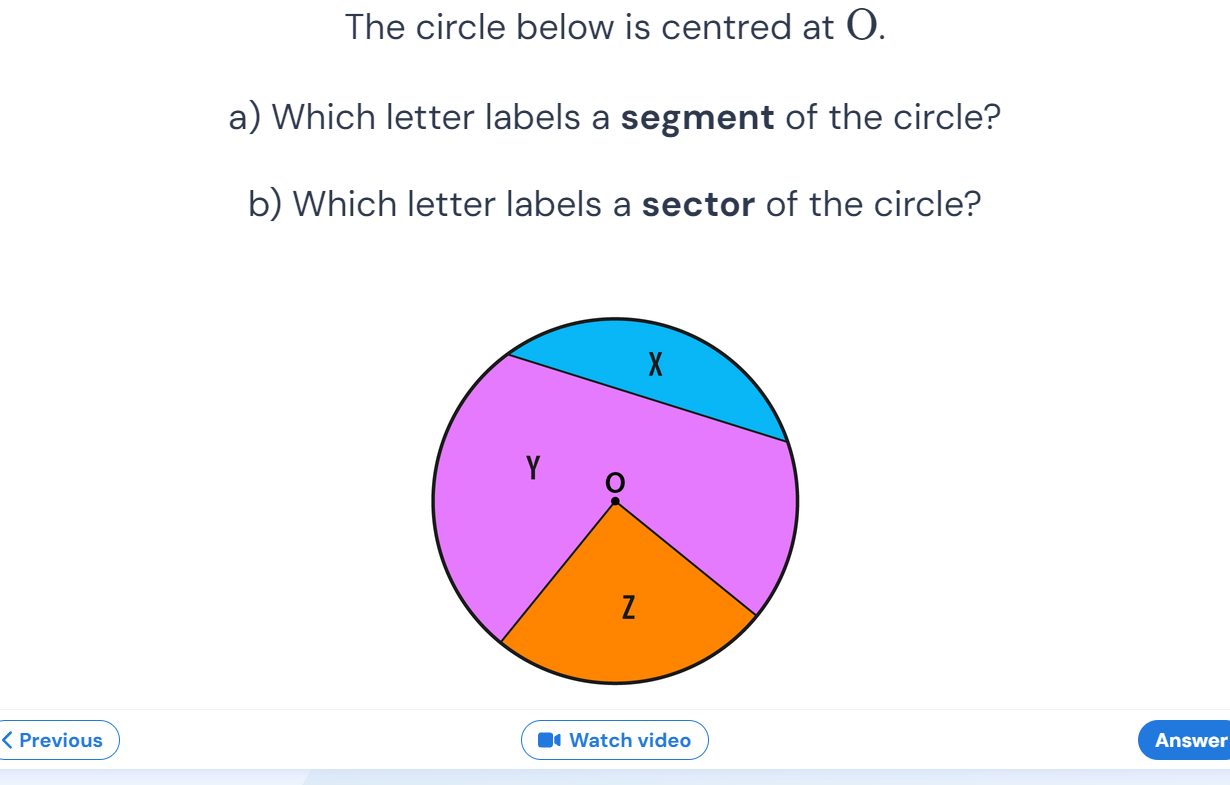 The circle below is centred at O.
a) Which letter labels a segment of the circle?
b) Which letter labels a sector of the circle?
X
Y
O
Z
Previous
Watch video
Answer